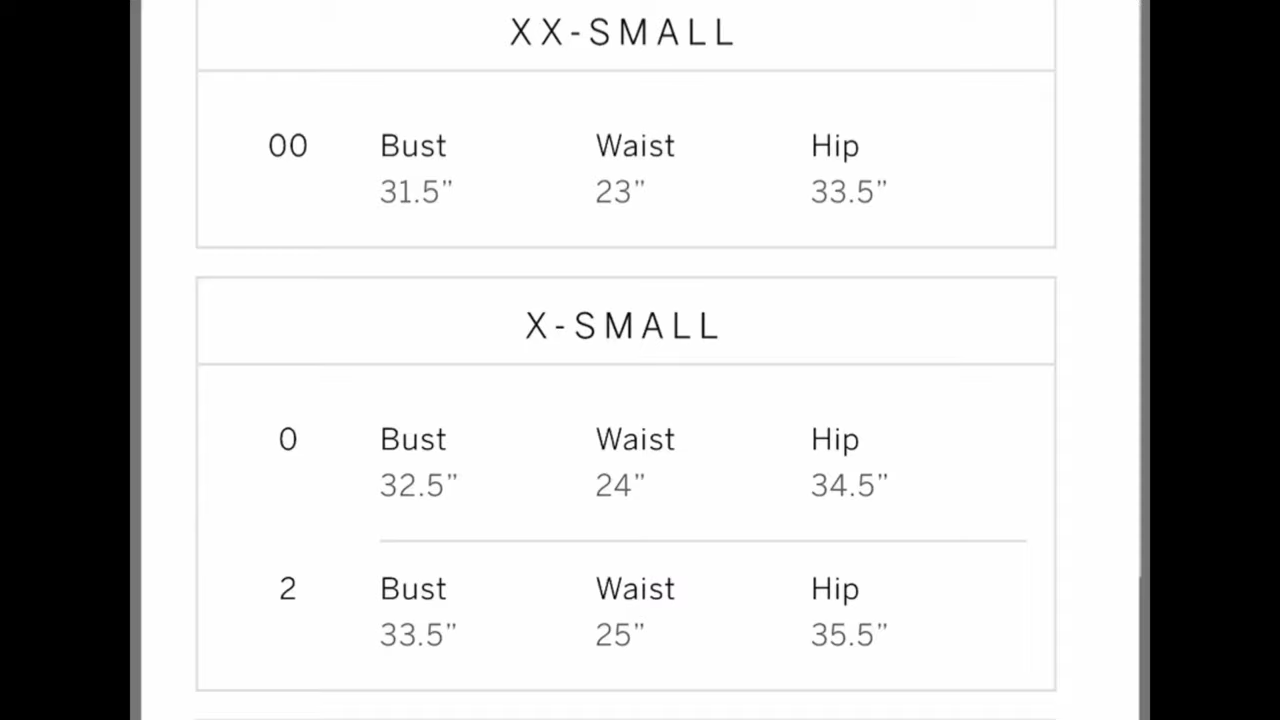 XX-SMALL
00 Bust Waist Hip
31.5” 23” 33.5”
X-SMALL
0 Bust Waist Hip
32.5” 24” 34.5”
2 Bust Waist Hip
33.5” 25” 35.5”